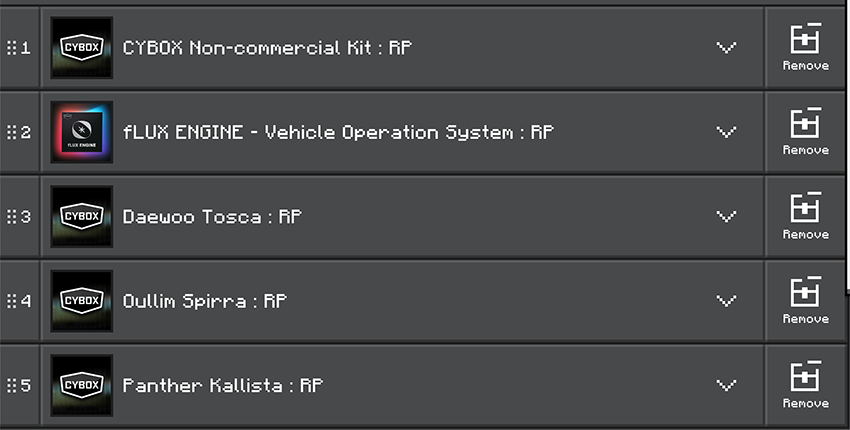 1
CYBOX
CYBOX Non-commercial Kit : RP
Remove
2
fLUX ENGINE
fLUX ENGINE - Vehicle Operation System : RP
Remove
3
CYBOX
Daewoo Tosca : RP
Remove
4
CYBOX
Oullim Spirra : RP
Remove
5
CYBOX
Panther Kallista : RP
Remove